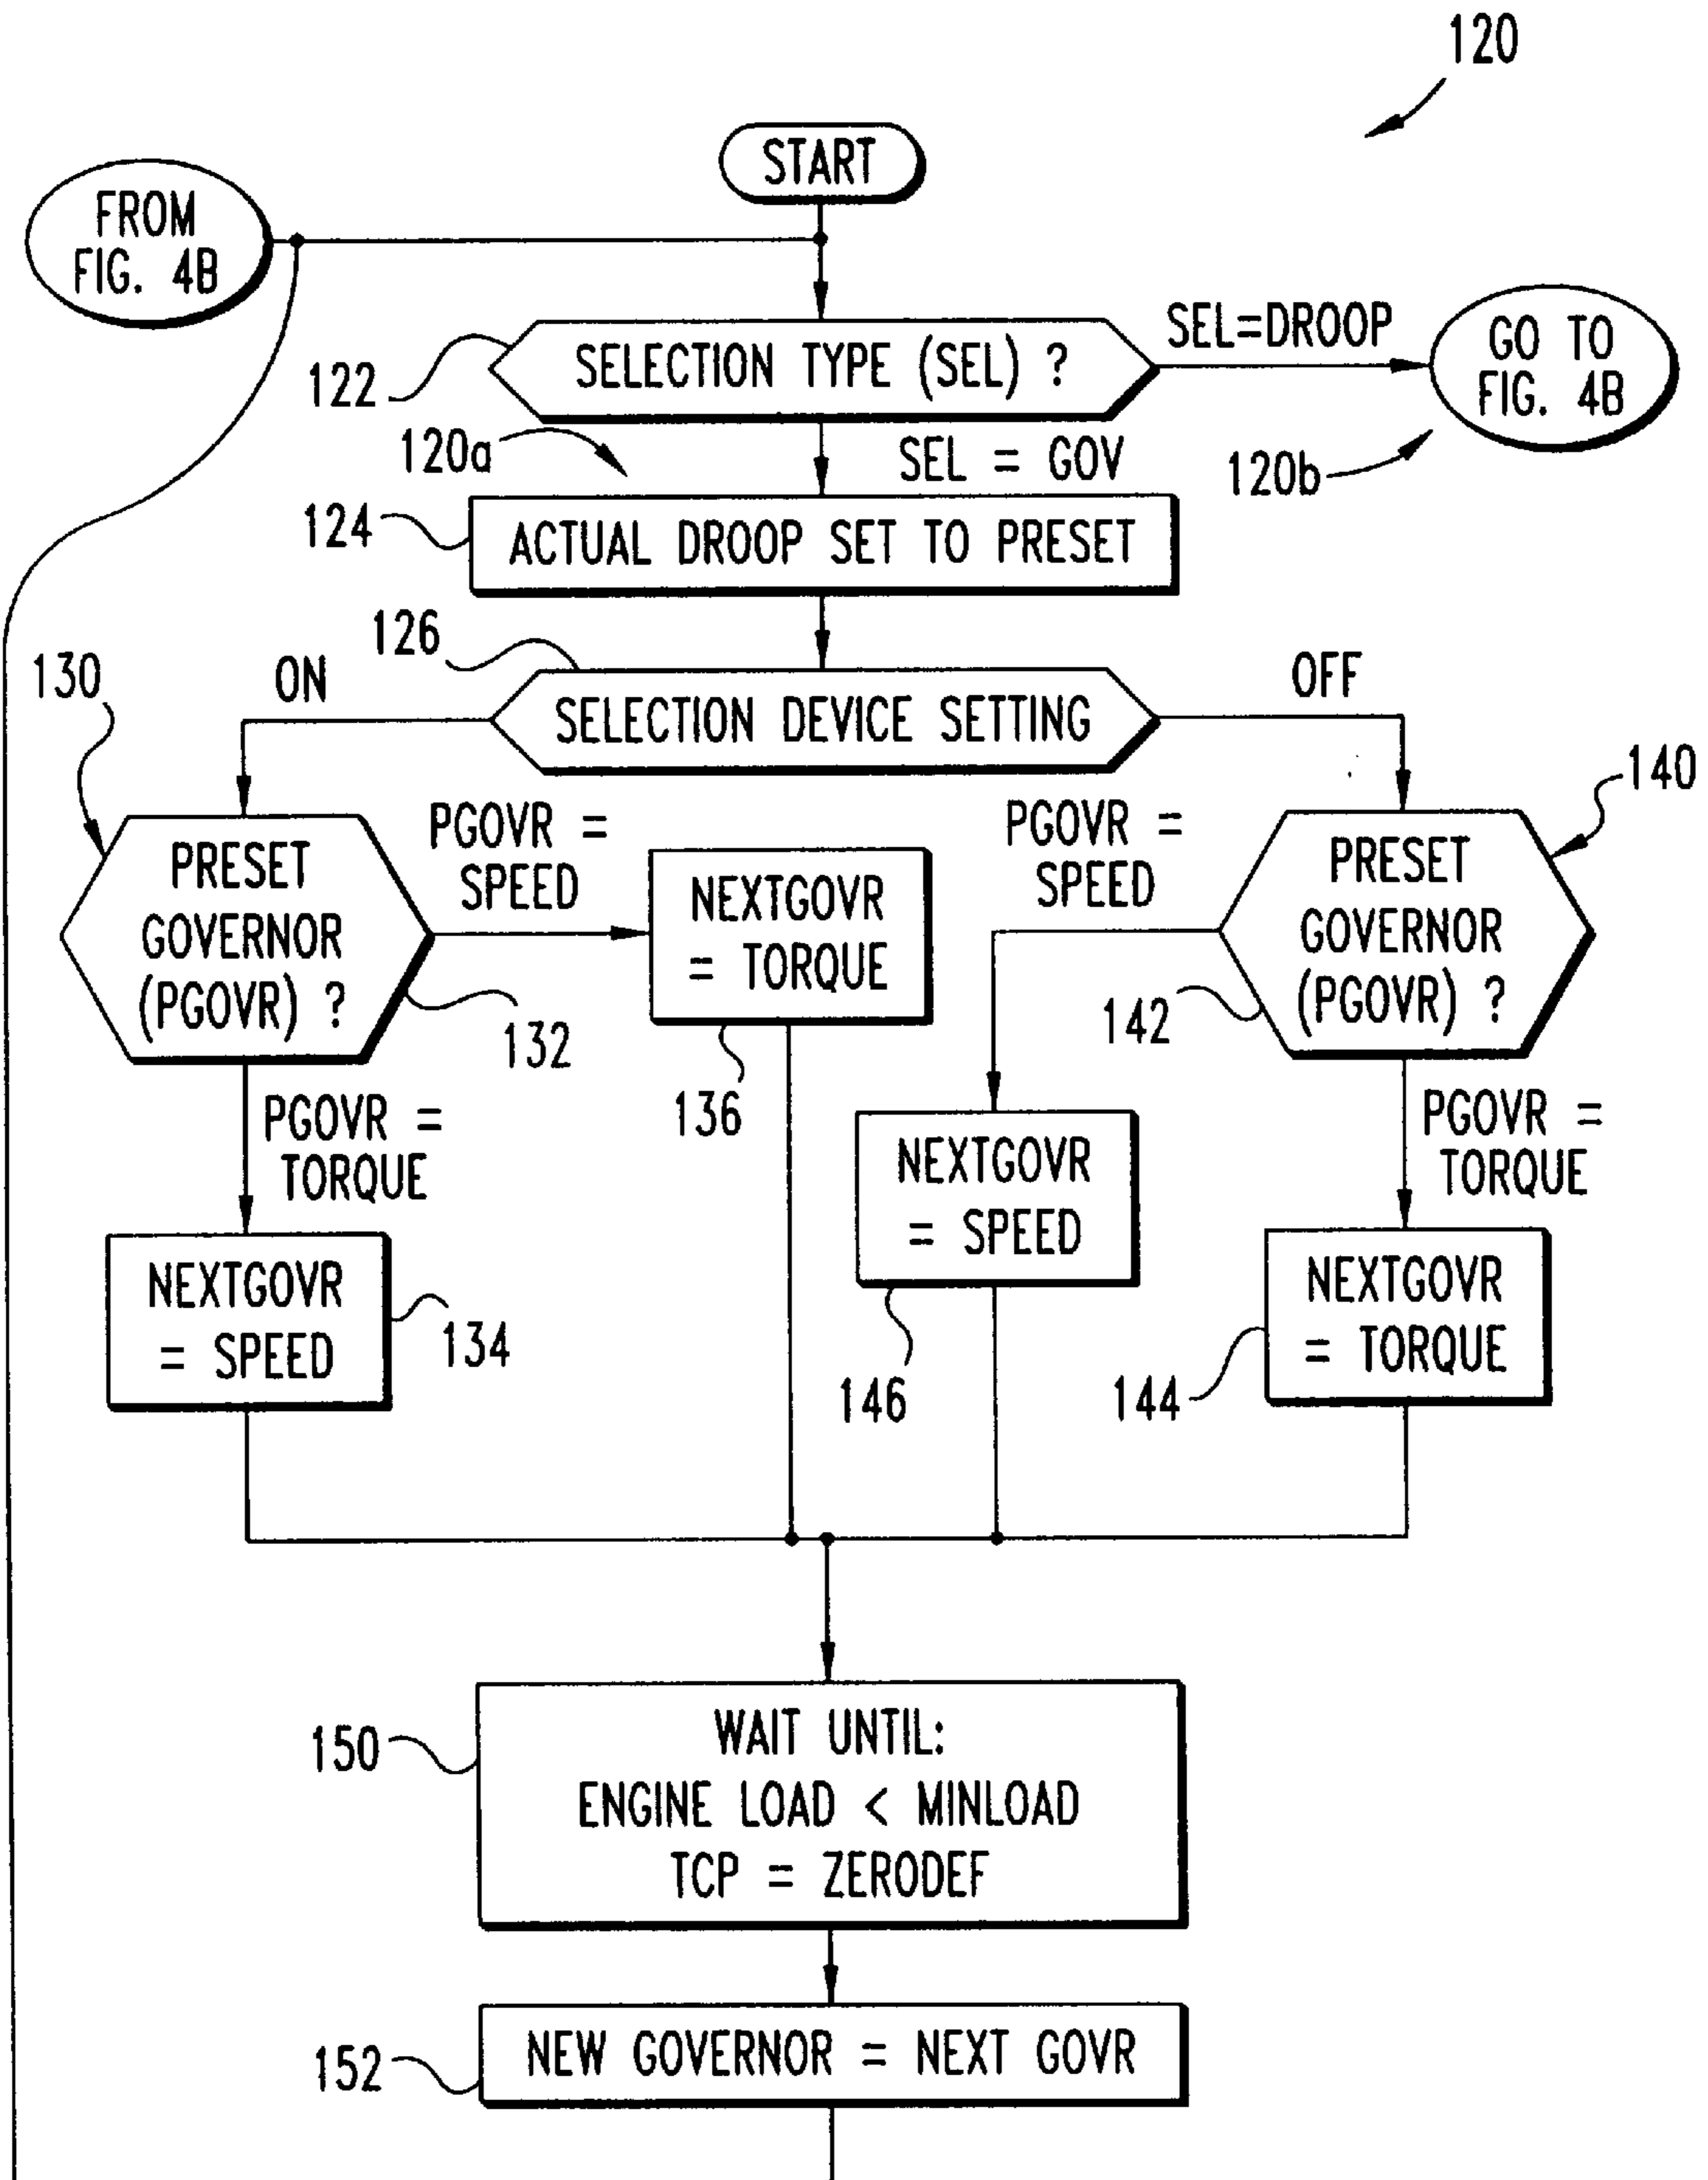 120
START
FROM
FIG. 4B
SEL=DROOP
GO TO
FIG. 4B
122
SELECTION TYPE (SEL) ?
120a
SEL = GOV
120b
124
ACTUAL DROOP SET TO PRESET
126
130
ON
OFF
SELECTION DEVICE SETTING
140
PRESET
GOVERNOR
(PGOVR) ?
PGOVR =
SPEED
NEXTGOVR
= TORQUE
PGOVR =
SPEED
PRESET
GOVERNOR
(PGOVR) ?
132
136
142
PGOVR =
TORQUE
NEXTGOVR
= SPEED
PGOVR =
TORQUE
NEXTGOVR
= SPEED
134
146
144
NEXTGOVR
= TORQUE
150
WAIT UNTIL:
ENGINE LOAD < MINLOAD
TCP = ZERODEF
152
NEW GOVERNOR = NEXT GOVR